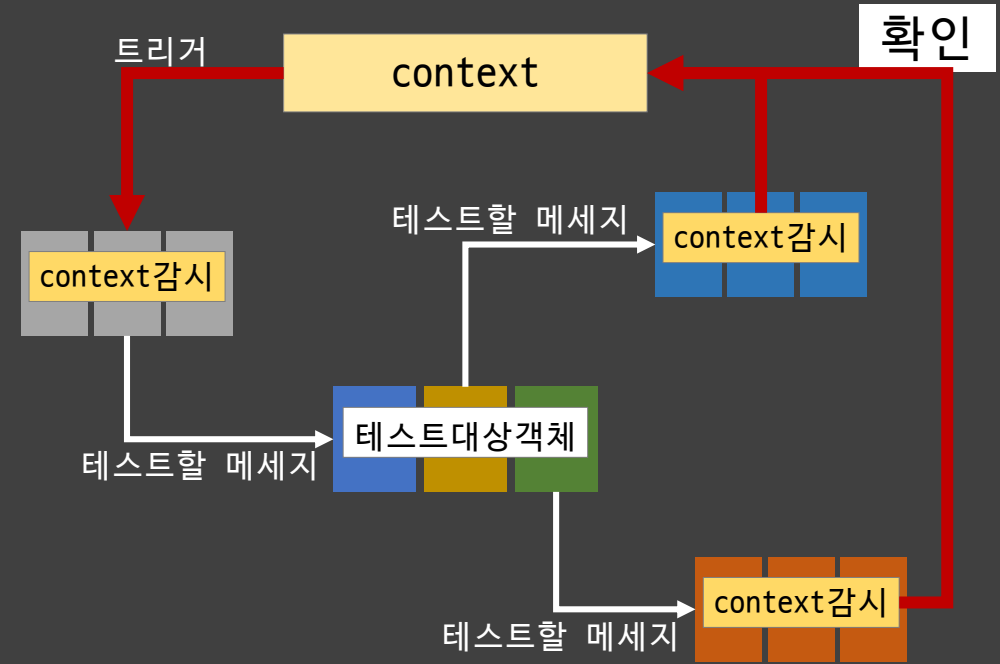 확인
트리거
context
테스트할 메세지
context감시
context감시
테스트대상객체
테스트할 메세지
context감시
테스트할 메세지